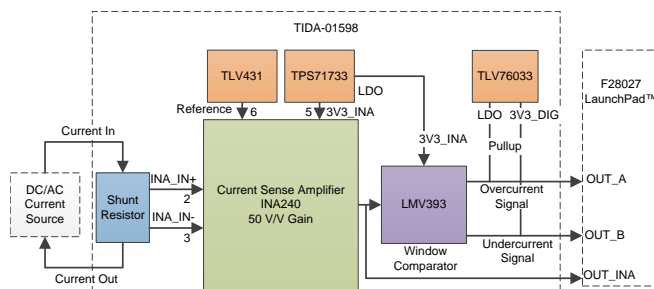 TIDA-01598
TLV431
TPS71733
TLV76033
F28027
LaunchPad™
LDO
Reference
6
5
3V3_INA
LDO
3V3_DIG
Current In
3V3_INA
Pullup
DC/AC
Current
Source
Shunt
Resistor
INA_IN+
2
INA_IN-
3
Current Sense Amplifier
INA240
50 V/V Gain
LMV393
OUT_A
Overcurrent
Signal
OUT_B
Window
Comparator
Undercurrent
Signal
Current Out
OUT_INA